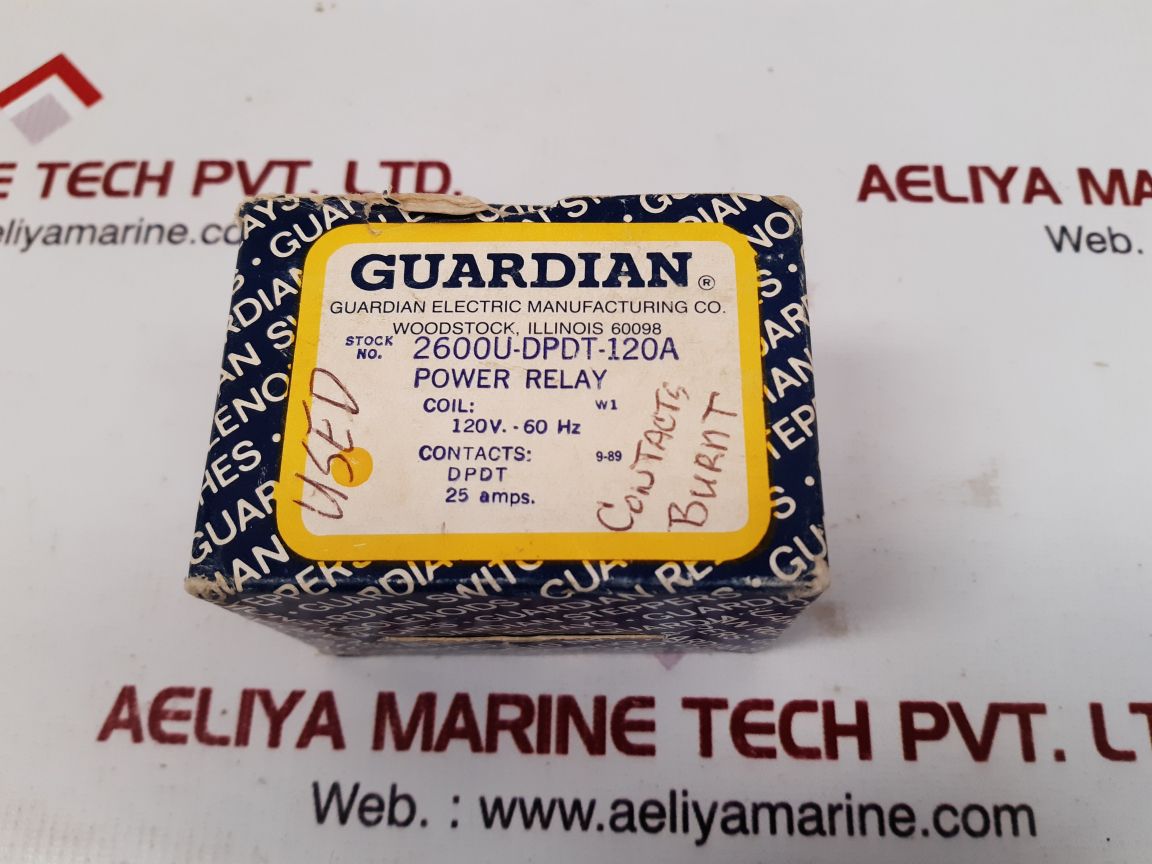 E TECH PVT. LTD.
AELIYA MA
eliyamarine.co
Web.
GUARDIAN ®
GUARDIAN ELECTRIC MANUFACTURING CO.
WOODSTOCK, ILLINOIS 60098
STOCK NO. 2600U-DPDT-120A
POWER RELAY
COIL: W1
120V. - 60 Hz
CONTACTS: 9-89
DPDT
25 amps.
USED
CONTACTS
BURNT
AELIYA MARINE TECH PVT. LT
Web. : www.aeliyamarine.com